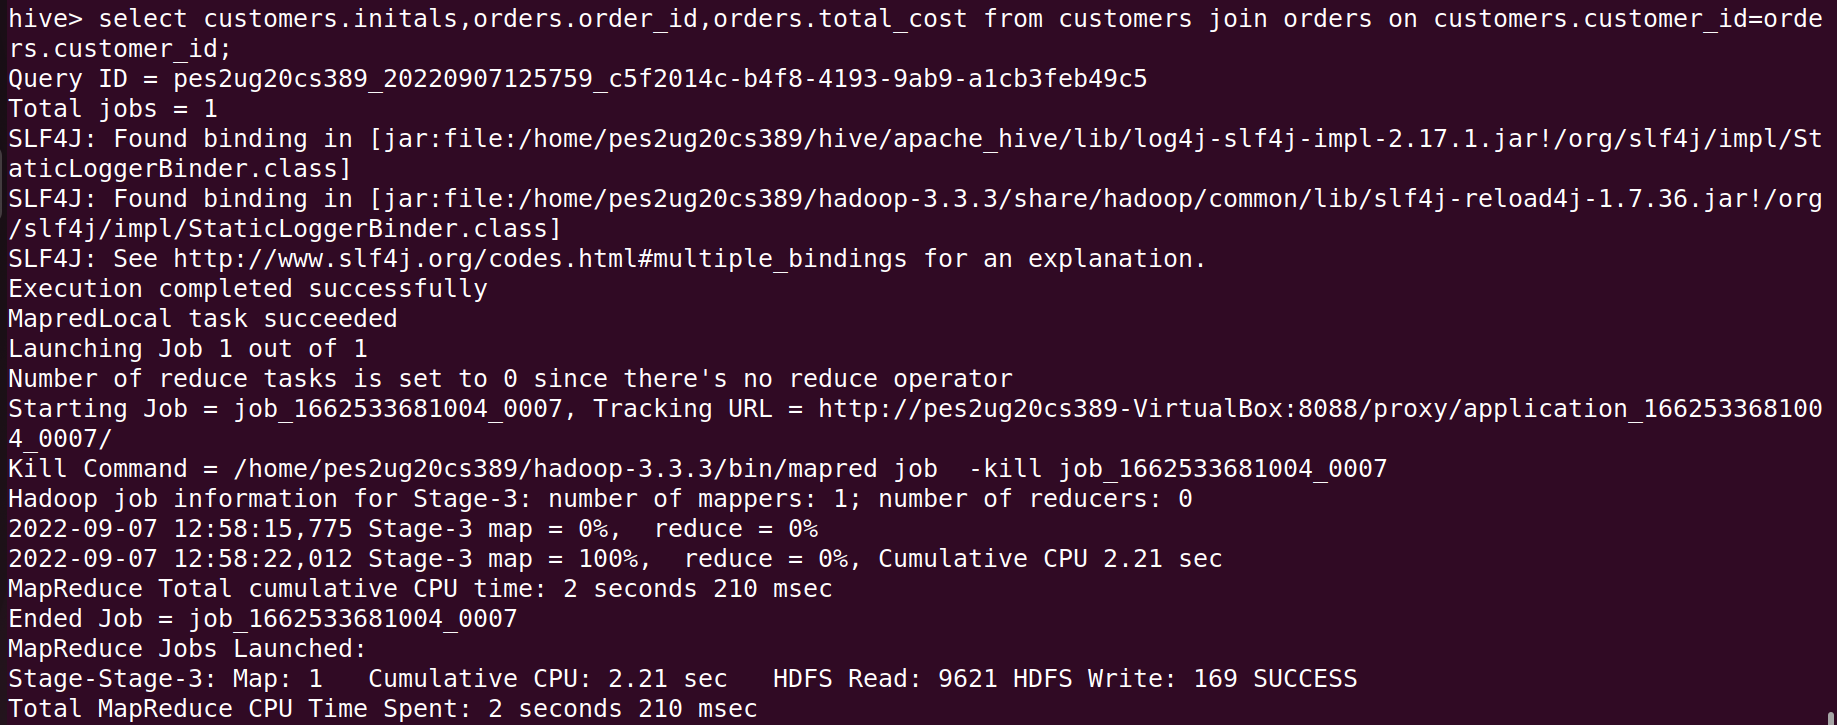 hive> select customers.initals,orders.order_id,orders.total_cost from customers join orders on customers.customer_id=orde
rs.customer_id;
Query ID = pes2ug20cs389_20220907125759_c5f2014c-b4f8-4193-9ab9-a1cb3feb49c5
Total jobs = 1
SLF4J: Found binding in [jar:file:/home/pes2ug20cs389/hive/apache_hive/lib/log4j-slf4j-impl-2.17.1.jar!/org/slf4j/impl/St
aticLoggerBinder.class]
SLF4J: Found binding in [jar:file:/home/pes2ug20cs389/hadoop-3.3.3/share/hadoop/common/lib/slf4j-reload4j-1.7.36.jar!/org
/slf4j/impl/StaticLoggerBinder.class]
SLF4J: See http://www.slf4j.org/codes.html#multiple_bindings for an explanation.
Execution completed successfully
MapredLocal task succeeded
Launching Job 1 out of 1
Number of reduce tasks is set to 0 since there's no reduce operator
Starting Job = job_1662533681004_0007, Tracking URL = http://pes2ug20cs389-VirtualBox:8088/proxy/application_166253368100
4_0007/
Kill Command = /home/pes2ug20cs389/hadoop-3.3.3/bin/mapred job  -kill job_1662533681004_0007
Hadoop job information for Stage-3: number of mappers: 1; number of reducers: 0
2022-09-07 12:58:15,775 Stage-3 map = 0%,  reduce = 0%
2022-09-07 12:58:22,012 Stage-3 map = 100%,  reduce = 0%, Cumulative CPU 2.21 sec
MapReduce Total cumulative CPU time: 2 seconds 210 msec
Ended Job = job_1662533681004_0007
MapReduce Jobs Launched:
Stage-Stage-3: Map: 1   Cumulative CPU: 2.21 sec   HDFS Read: 9621 HDFS Write: 169 SUCCESS
Total MapReduce CPU Time Spent: 2 seconds 210 msec